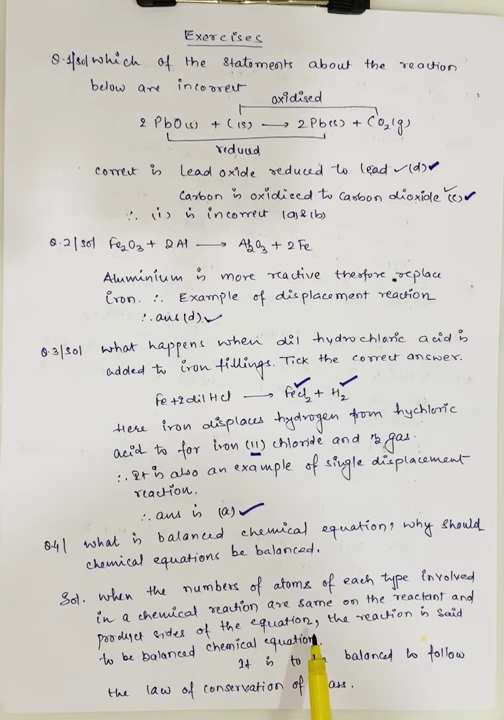 Exercises
Q.1/sol which of the statements about the reaction
below are incorrect
oxidised
2 PbO(s) + C(s) → 2Pb(s) + CO₂(g)
reduced
correct is Lead oxide reduced to lead ✓(d)✓
Carbon is oxidised to Carbon dioxide ✓(c)✓
∴ (i) is incorrect (a)&(b)
Q.2/sol Fe₂O₃ + 2Al → Al₂O₃ + 2Fe
Aluminium is more reactive therfore replace
iron. ∴ Example of displacement reaction
∴ ans (d)✓
Q.3/sol what happens when dil hydrochloric acid is
added to iron fillings. Tick the correct answer.
Fe + 2dil HCl → FeCl₂ + H₂
Here iron displaces hydrogen from hychloric
acid to for iron (II) chloride and H₂ gas.
∴ It is also an example of single displacement
reaction.
∴ ans is (a)✓
Q4| what is balanced chemical equation? why should
chemical equations be balanced.
Sol. when the numbers of atoms of each type involved
in a chemical reaction are same on the reactant and
product sides of the equation, the reaction is said
to be balanced chemical equation.
It is to balanced to follow
the law of conservation of